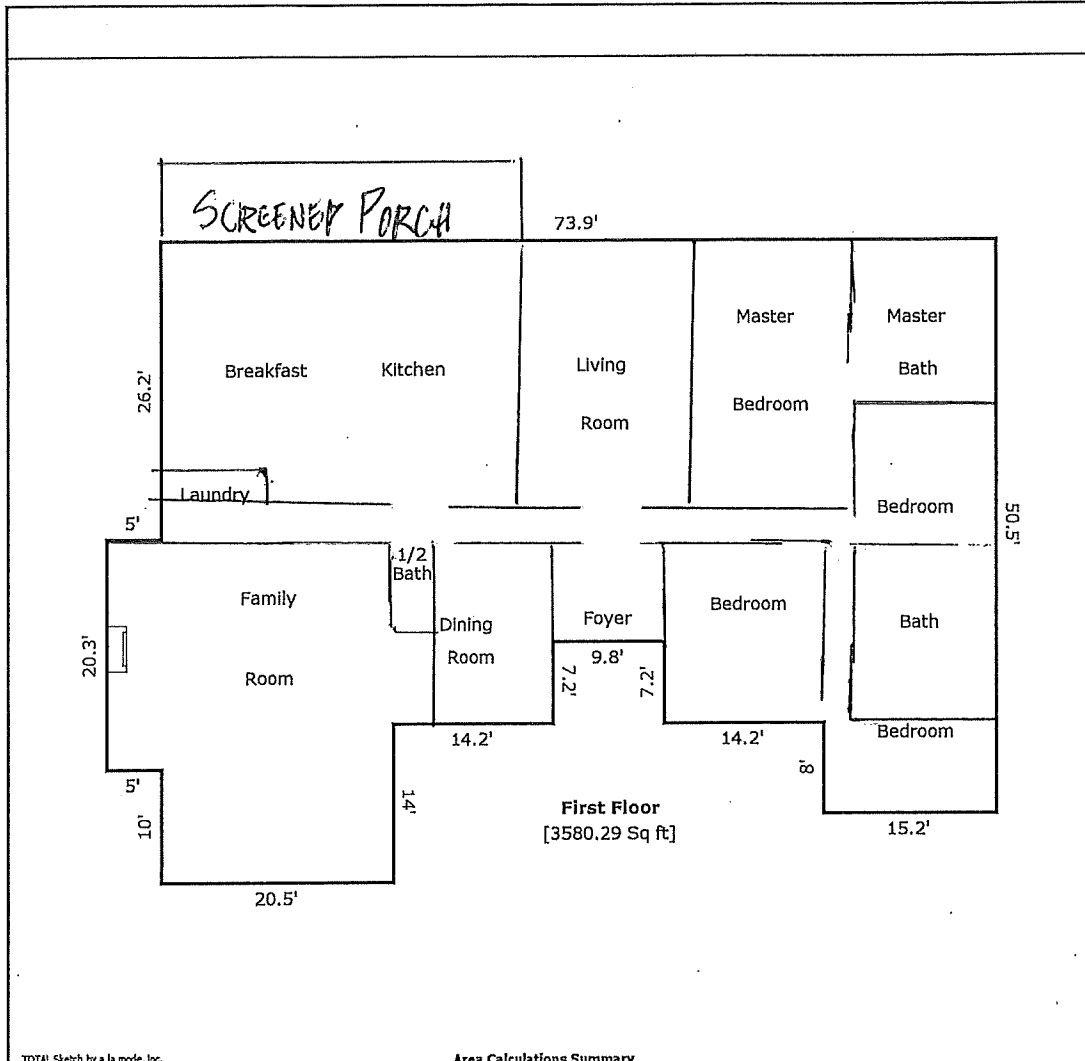 SCREENED PORCH
73.9'
Master
Master
Living
Bath
Breakfast
Kitchen
26.2'
Bedroom
Room
Laundry
Bedroom
50.5'
5'
1/2
Bath
Family
Bedroom
Foyer
Bath
Dining
20.3'
Room
9.8'
Room
7.2'
7.2'
Bedroom
14.2'
14.2'
8'
5'
14'
First Floor
10'
[3580.29 Sq ft]
15.2'
20.5'
TOTAL Sketch by a la mode, inc.
Area Calculations Summary